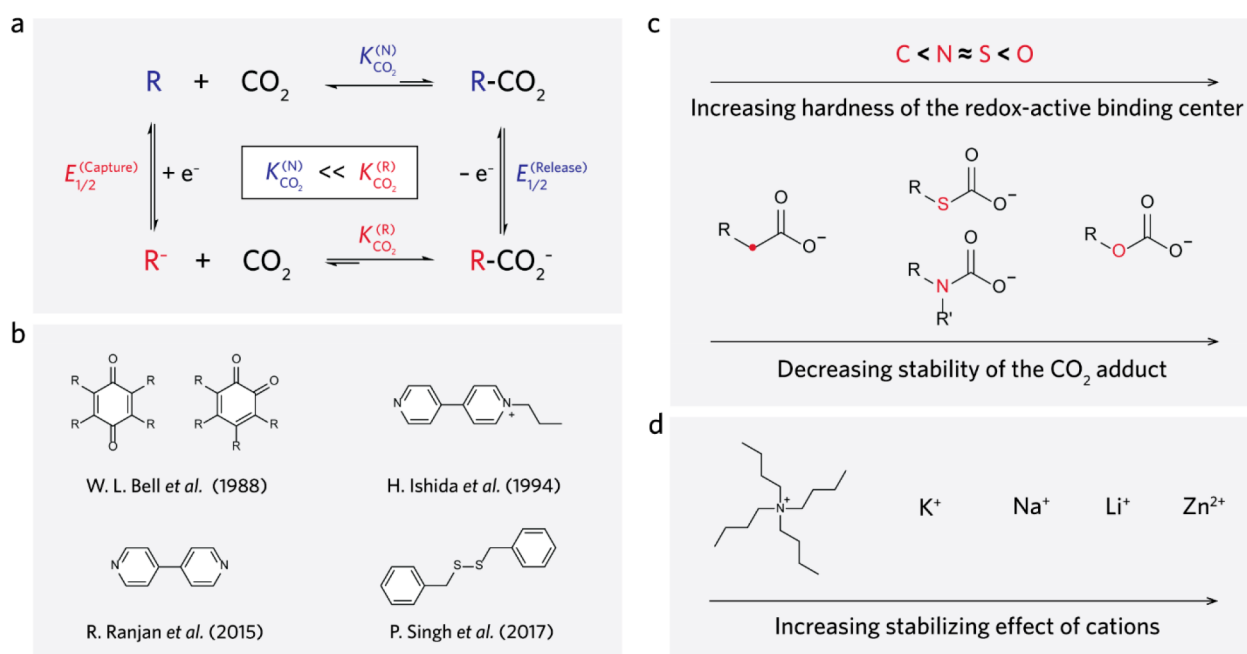 a
K(N)CO2
R + CO2 R-CO2
E1/2(Capture) + e- K(N)CO2 << K(R)CO2 - e- E1/2(Release)
K(R)CO2
R- + CO2 R-CO2-
b
O O
R R R O
R R R R
O R
W. L. Bell et al. (1988)
N N+
H. Ishida et al. (1994)
N N
R. Ranjan et al. (2015)
S S
P. Singh et al. (2017)
c
C < N ≈ S < O
Increasing hardness of the redox-active binding center
R O O-
R S O O-
R N R' O O-
R O O O-
Decreasing stability of the CO2 adduct
d
N+ K+ Na+ Li+ Zn2+
Increasing stabilizing effect of cations